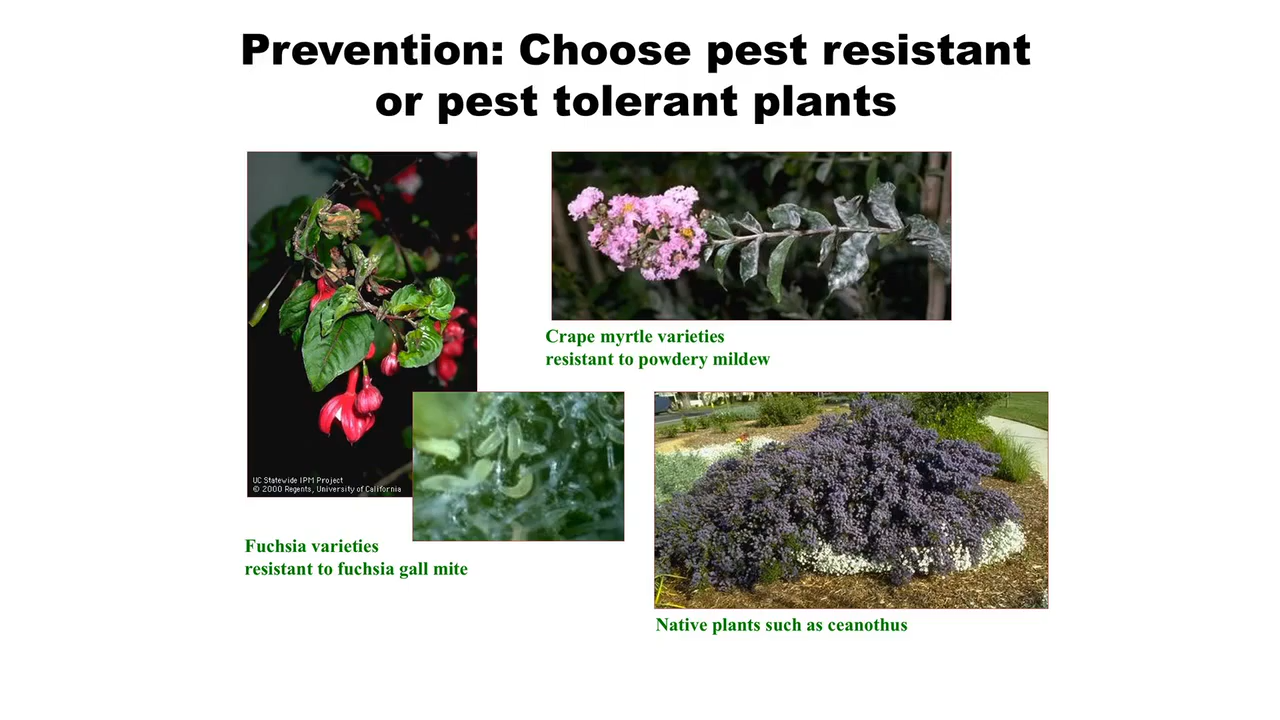 Prevention: Choose pest resistant
or pest tolerant plants
Crape myrtle varieties
resistant to powdery mildew
UC Statewide IPM Project
© 2000 Regents, University of California
Fuchsia varieties
resistant to fuchsia gall mite
Native plants such as ceanothus